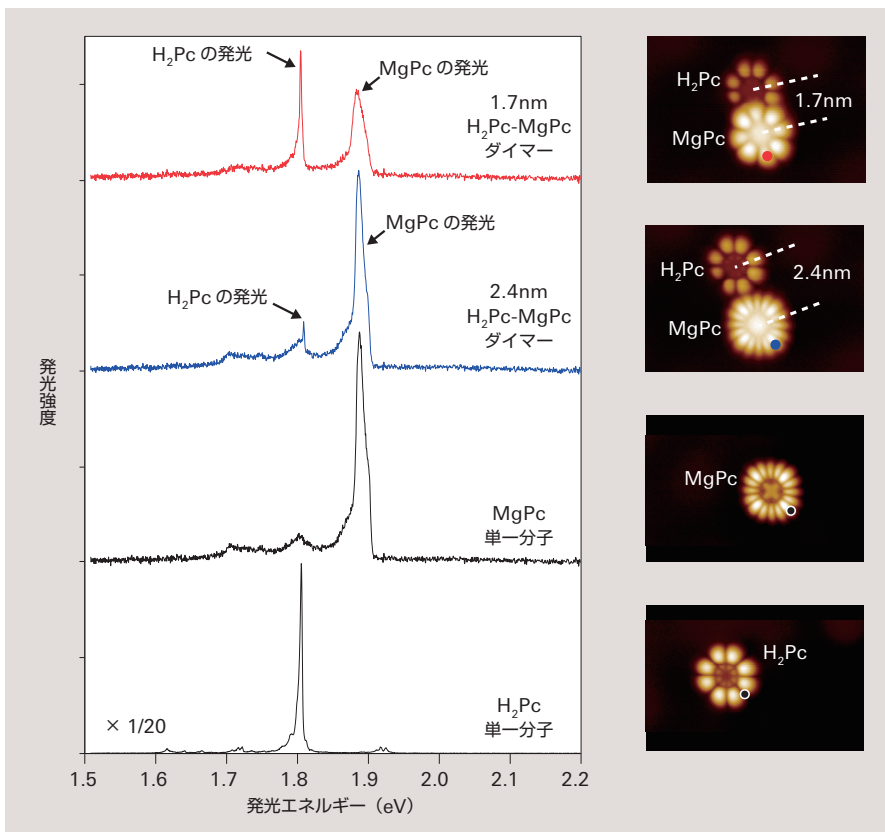 H₂Pc の発光
MgPc の発光
1.7nm
H₂Pc-MgPc
ダイマー
MgPc の発光
H₂Pc の発光
2.4nm
H₂Pc-MgPc
ダイマー
発光強度
MgPc
単一分子
× 1/20
H₂Pc
単一分子
1.5 1.6 1.7 1.8 1.9 2.0 2.1 2.2
発光エネルギー（eV）
H₂Pc
1.7nm
MgPc
H₂Pc
2.4nm
MgPc
MgPc
H₂Pc